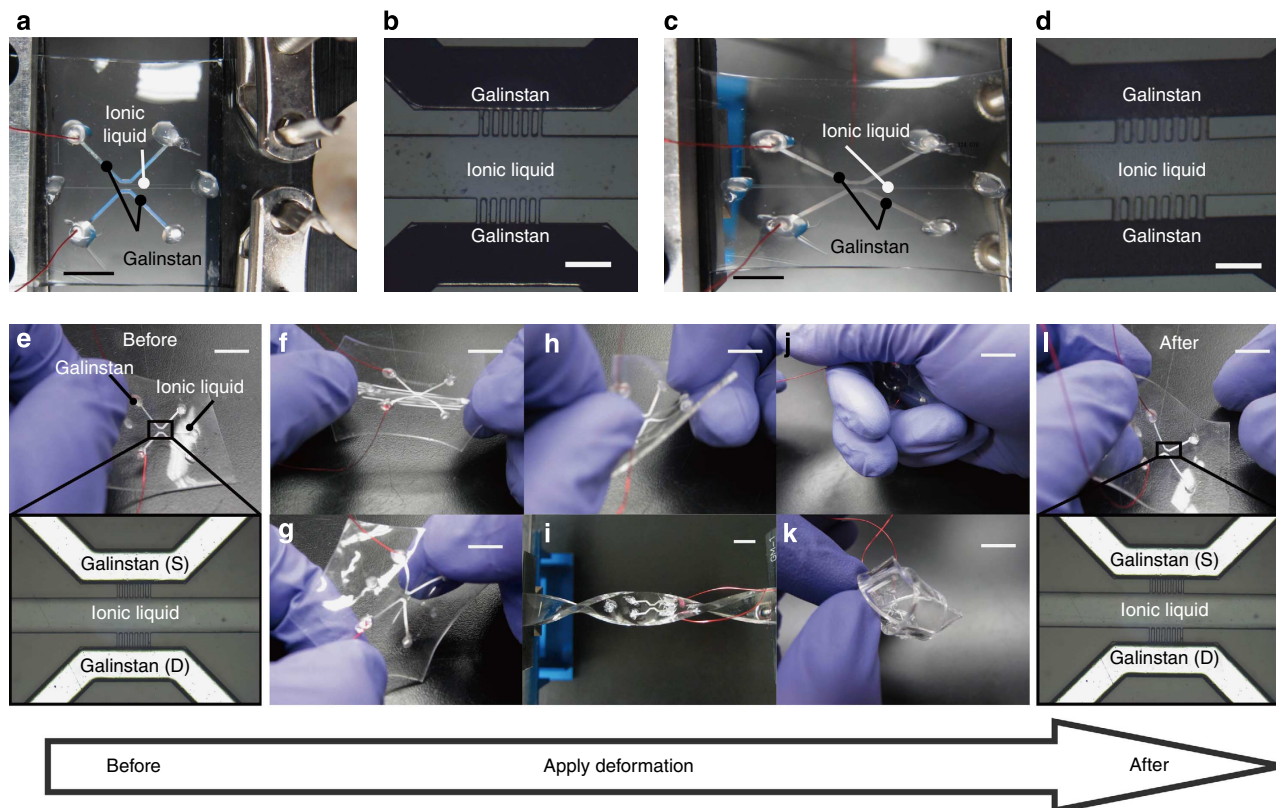 a
b
c
d
Ionic
liquid
Galinstan
Galinstan
Ionic liquid
Galinstan
Ionic liquid
Galinstan
Galinstan
Ionic liquid
Galinstan
e
Before
Galinstan
Ionic liquid
f
h
j
l
After
g
i
k
Galinstan (S)
Ionic liquid
Galinstan (D)
Galinstan (S)
Ionic liquid
Galinstan (D)
Before
Apply deformation
After